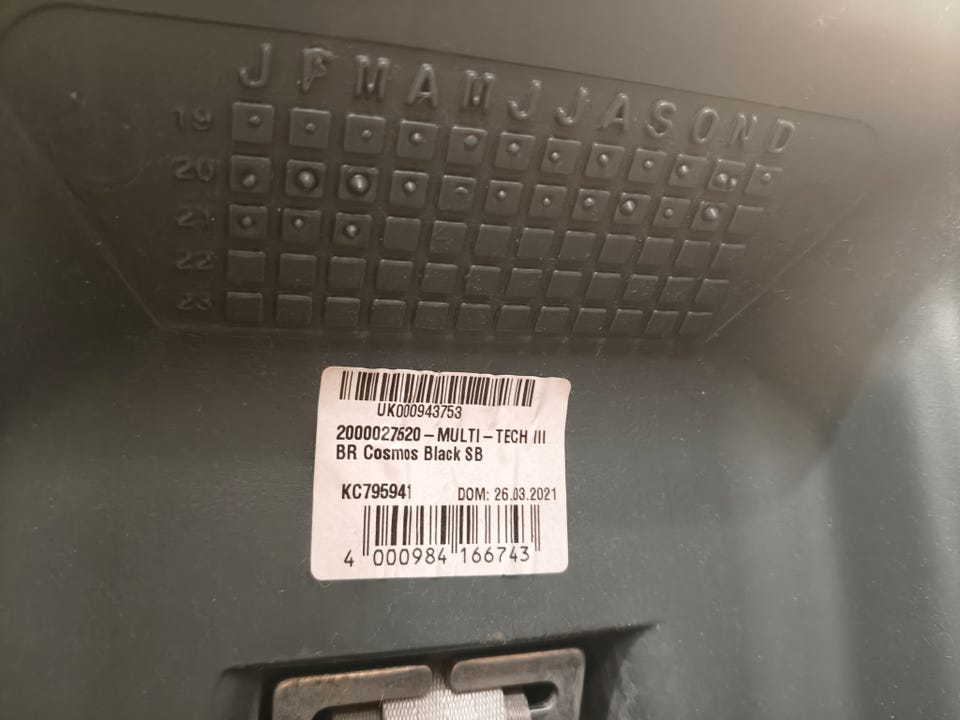 J F M A M J J A S O N D
19
20
21
22
23
UK000943753
2000027520-MULTI-TECH III
BR Cosmos Black SB
KC795941 DOM: 26.03.2021
4 000984 166743